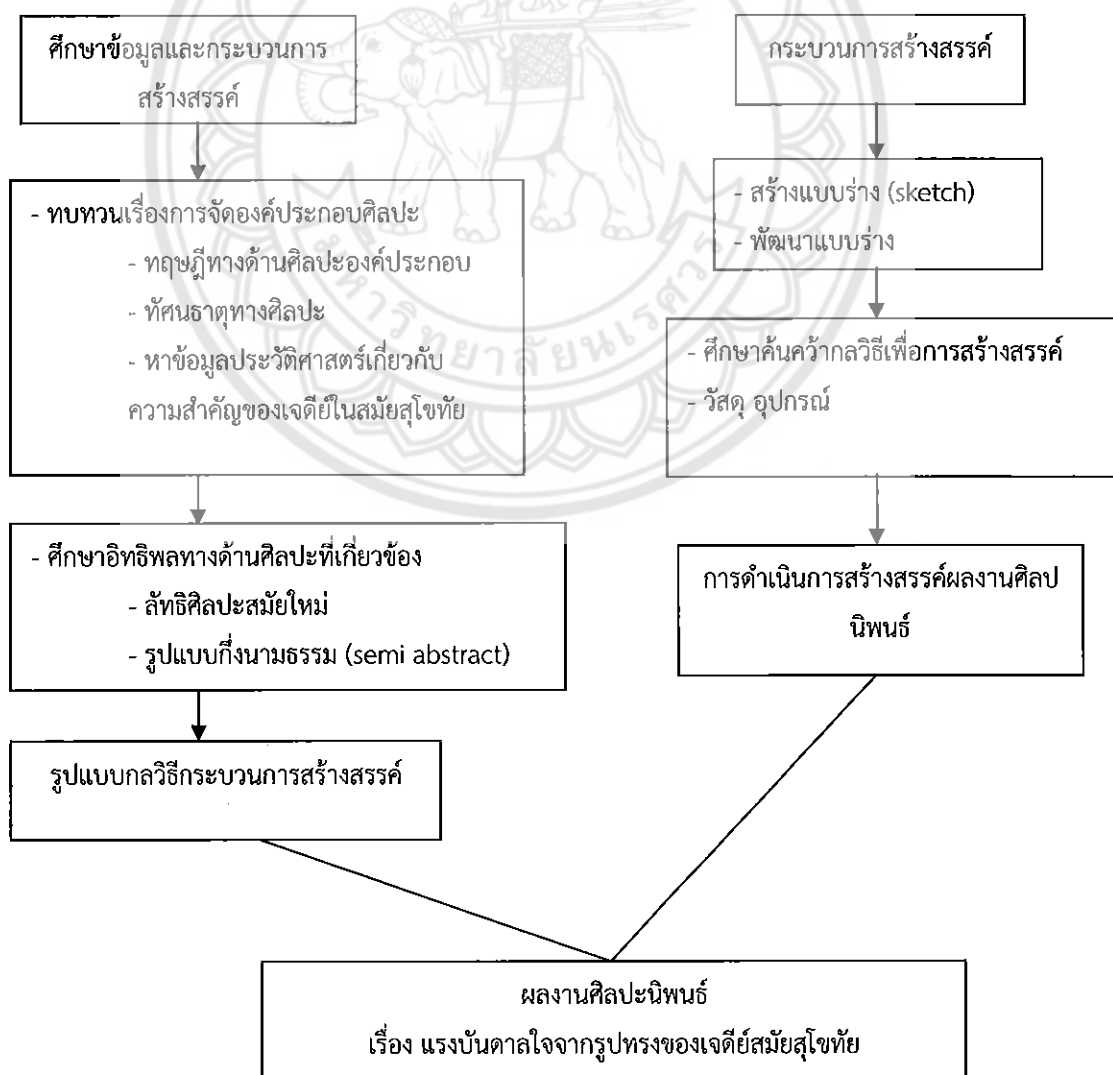 ศึกษาข้อมูลและกระบวนการ
สร้างสรรค์
- ทบทวนเรื่องการจัดองค์ประกอบศิลปะ
- ทฤษฎีทางด้านศิลปะองค์ประกอบ
- ทัศนธาตุทางศิลปะ
- หาข้อมูลประวัติศาสตร์เกี่ยวกับ
ความสำคัญของเจดีย์ในสมัยสุโขทัย
- ศึกษาอิทธิพลทางด้านศิลปะที่เกี่ยวข้อง
- ลัทธิศิลปะสมัยใหม่
- รูปแบบกึ่งนามธรรม (semi abstract)
รูปแบบกลวิธีกระบวนการสร้างสรรค์
กระบวนการสร้างสรรค์
- สร้างแบบร่าง (sketch)
- พัฒนาแบบร่าง
- ศึกษาค้นคว้ากลวิธีเพื่อการสร้างสรรค์
- วัสดุ อุปกรณ์
การดำเนินการสร้างสรรค์ผลงานศิลป
นิพนธ์
ผลงานศิลปะนิพนธ์
เรื่อง แรงบันดาลใจจากรูปทรงของเจดีย์สมัยสุโขทัย
มหาวิทยาลัยนเรศวร